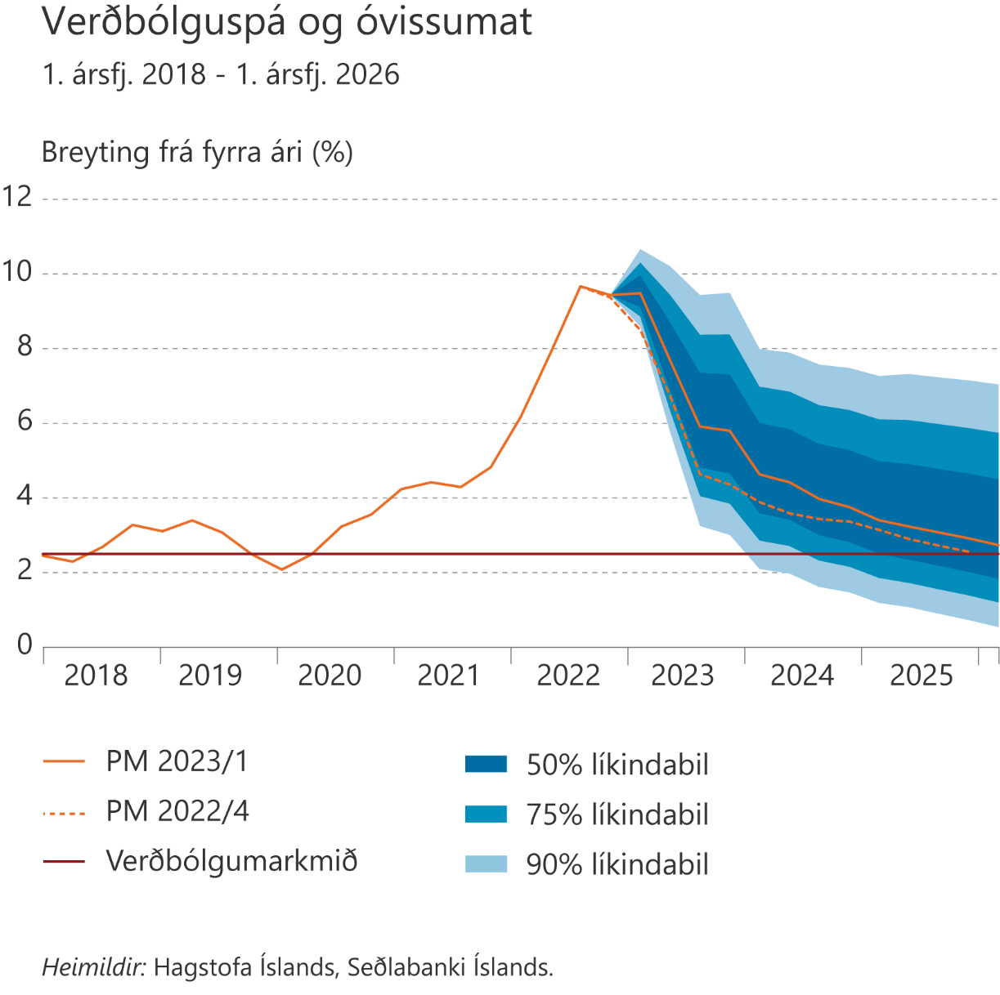 Verðbólguspá og óvissumat
1. ársfj. 2018 - 1. ársfj. 2026
Breyting frá fyrra ári (%)
12
10
8
6
4
2
0
2018 2019 2020 2021 2022 2023 2024 2025
PM 2023/1
PM 2022/4
Verðbólgumarkmið
50% líkindabil
75% líkindabil
90% líkindabil
Heimildir: Hagstofa Íslands, Seðlabanki Íslands.